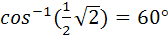 cos⁻¹(½√2) = 60°